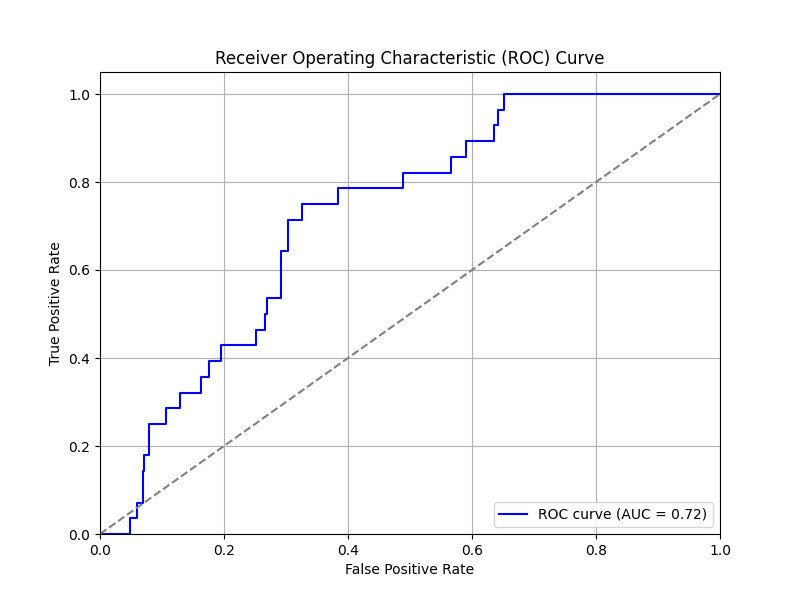 Receiver Operating Characteristic (ROC) Curve
True Positive Rate
1.0
0.8
0.6
0.4
0.2
0.0
ROC curve (AUC = 0.72)
0.0 0.2 0.4 0.6 0.8 1.0
False Positive Rate